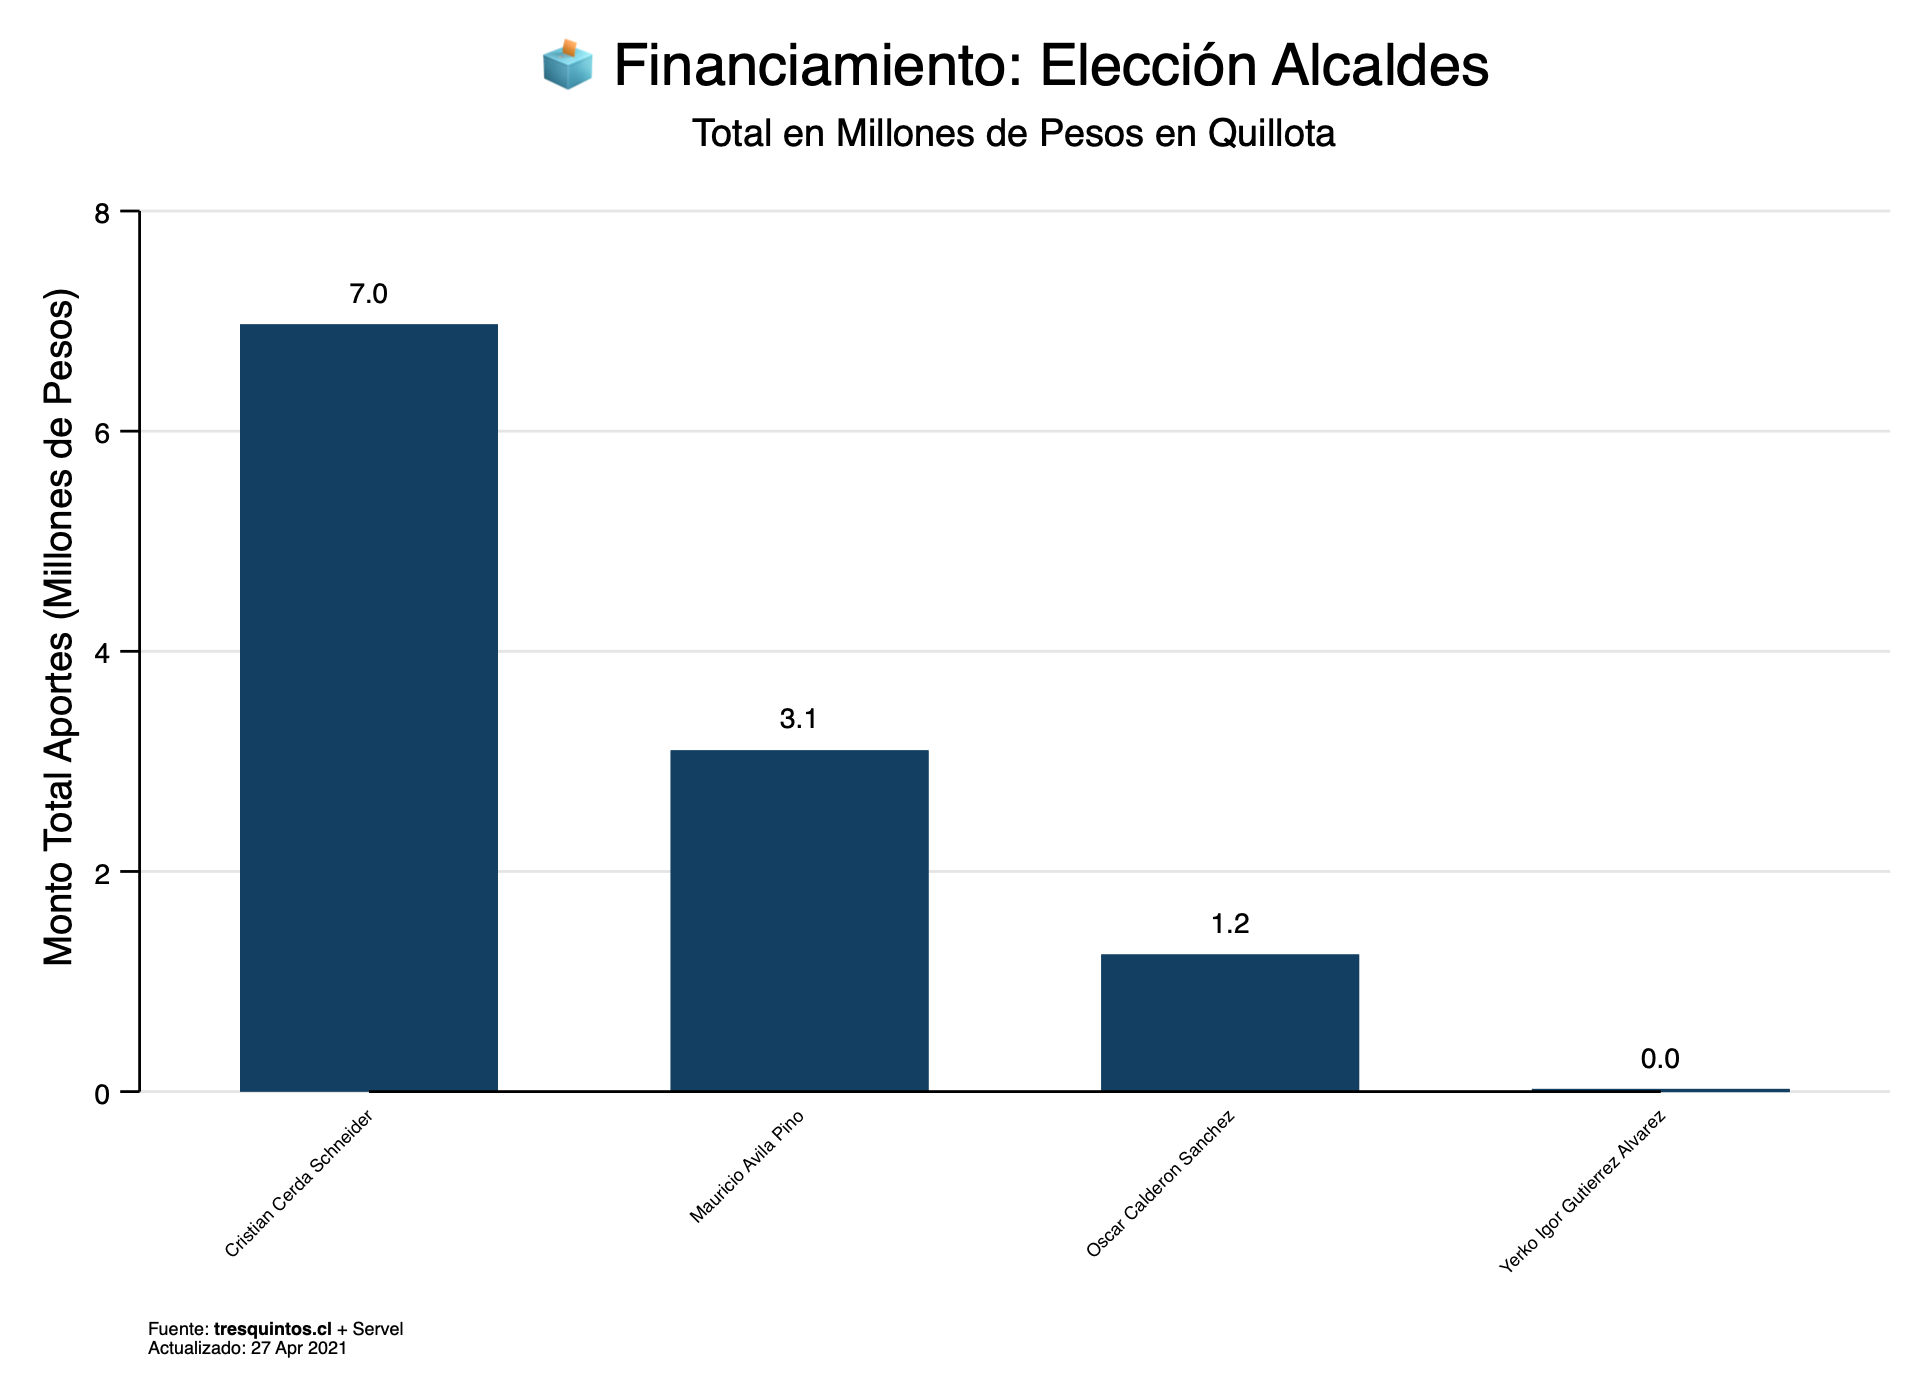 Financiamiento: Elección Alcaldes
Total en Millones de Pesos en Quillota
Monto Total Aportes (Millones de Pesos)
8
6
4
2
0
7.0
3.1
1.2
0.0
Cristian Cerda Schneider
Mauricio Avila Pino
Oscar Calderon Sanchez
Yerko Igor Gutierrez Alvarez
Fuente: tresquintos.cl + Servel
Actualizado: 27 Apr 2021